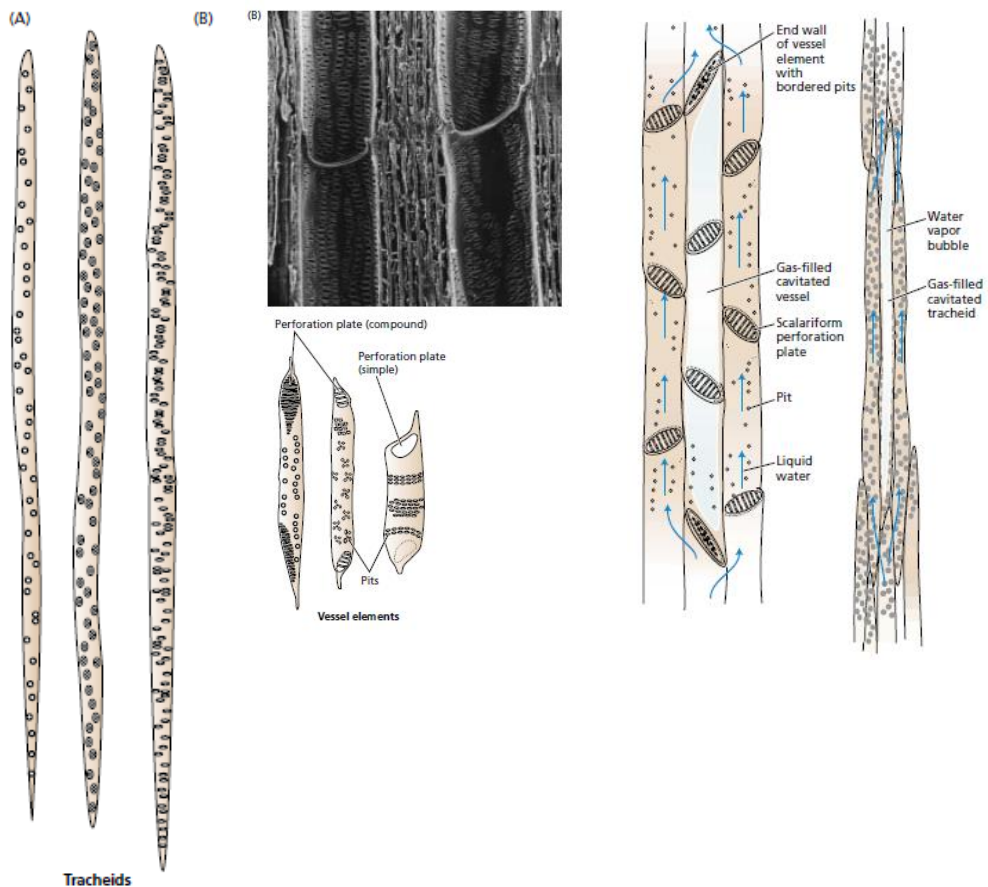 (A)
(B)
(B)
Perforation plate (compound)
Perforation plate
(simple)
Pits
Vessel elements
Tracheids
End wall
of vessel
element
with
bordered pits
Gas-filled
cavitated
vessel
Scalariform
perforation
plate
Pit
Liquid
water
Water
vapor
bubble
Gas-filled
cavitated
tracheid